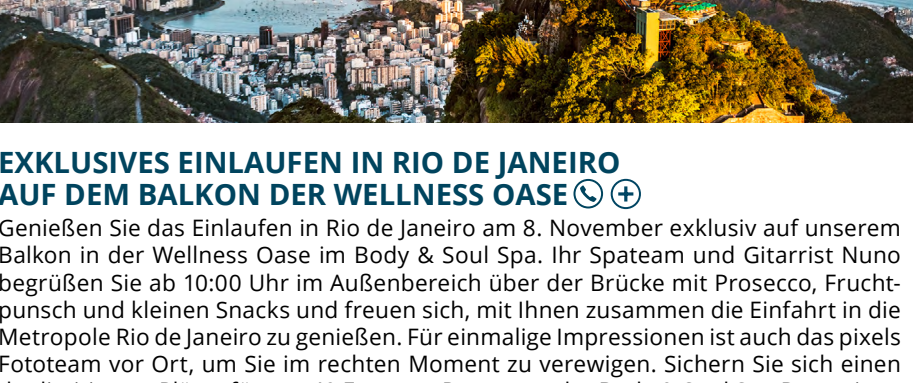 EXKLUSIVES EINLAUFEN IN RIO DE JANEIRO
AUF DEM BALKON DER WELLNESS OASE
Genießen Sie das Einlaufen in Rio de Janeiro am 8. November exklusiv auf unserem
Balkon in der Wellness Oase im Body & Soul Spa. Ihr Spateam und Gitarrist Nuno
begrüßen Sie ab 10:00 Uhr im Außenbereich über der Brücke mit Prosecco, Frucht-
punsch und kleinen Snacks und freuen sich, mit Ihnen zusammen die Einfahrt in die
Metropole Rio de Janeiro zu genießen. Für einmalige Impressionen ist auch das pixels
Fototeam vor Ort, um Sie im rechten Moment zu verewigen. Sichern Sie sich einen